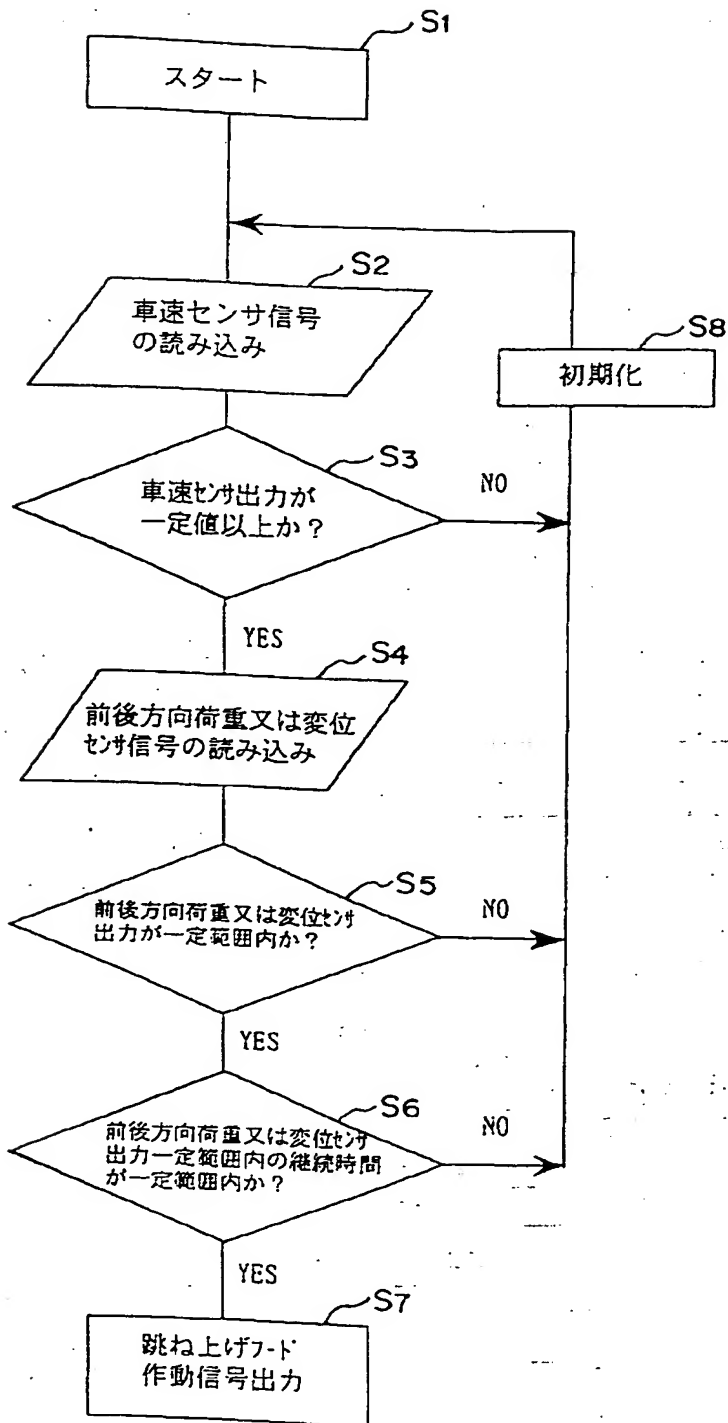 S1
スタート
S2
車速センサ信号
の読み込み
S8
初期化
S3
車速センサ出力が
一定値以上か?
NO
YES
S4
前後方向荷重又は変位
センサ信号の読み込み
S5
前後方向荷重又は変位センサ
出力が一定範囲内か?
NO
YES
S6
前後方向荷重又は変位センサ
出力一定範囲内の継続時間
が一定範囲内か?
NO
YES
S7
跳ね上げフード
作動信号出力